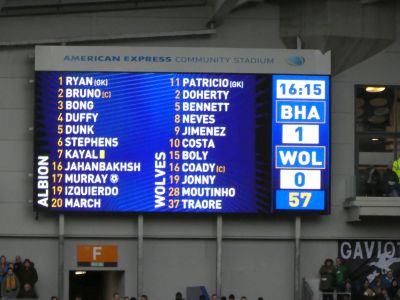 AMERICAN EXPRESS COMMUNITY STADIUM
ALBION
1 RYAN (GK)
2 BRUNO (C)
3 BONG
4 DUFFY
5 DUNK
6 STEPHENS
7 KAYAL
16 JAHANBAKHSH
17 MURRAY
19 IZQUIERDO
20 MARCH
WOLVES
11 PATRICIO (GK)
2 DOHERTY
5 BENNETT
8 NEVES
9 JIMENEZ
10 COSTA
15 BOLY
16 COADY (C)
19 JONNY
28 MOUTINHO
37 TRAORE
16:15
BHA
1
WOL
0
57
F